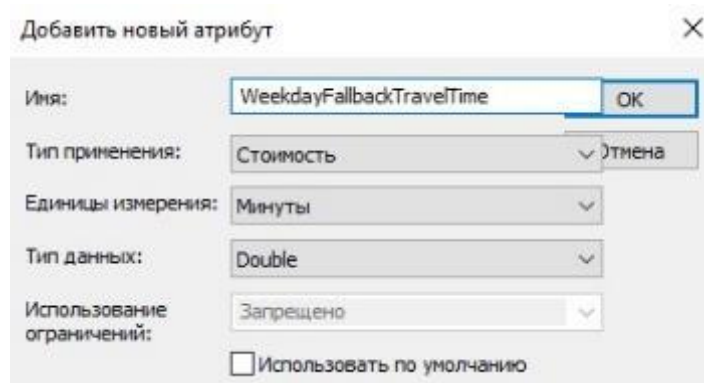 Добавить новый атрибут
Имя: WeekdayFallbackTravelTime OK
Тип применения: Стоимость Отмена
Единицы измерения: Минуты
Тип данных: Double
Использование ограничений: Запрещено
Использовать по умолчанию